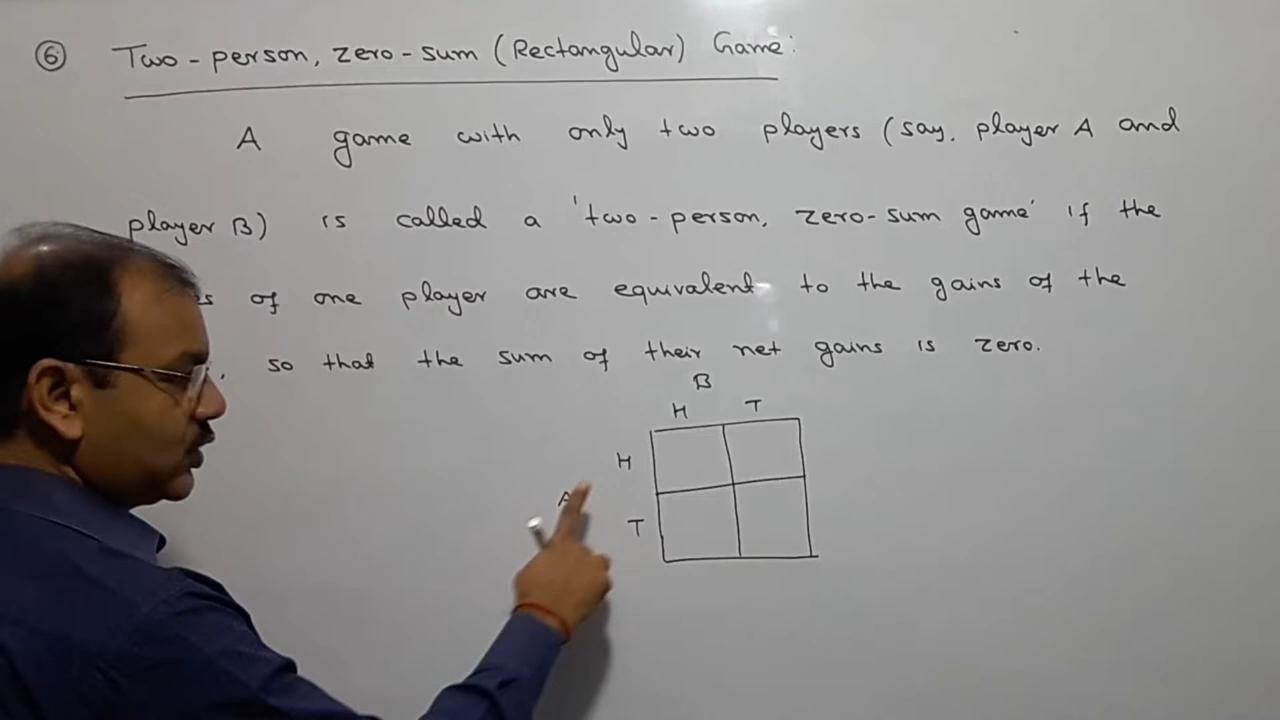 ⑥ Two-person, zero-sum (Rectangular) Game:
A game with only two players (say, player A and
player B) is called a 'two-person, zero-sum game' if the
of one player are equivalent to the gains of the
, so that the sum of their net gains is zero.
B
H T
H
A
T